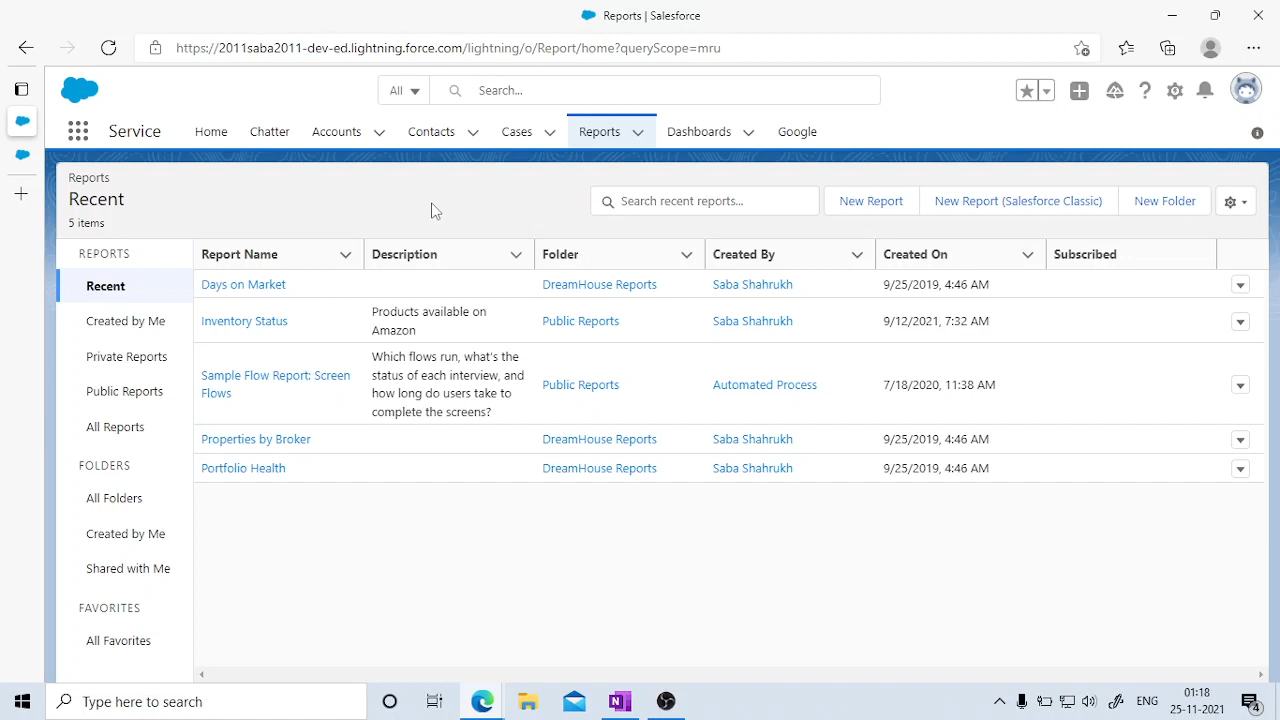 Reports | Salesforce
https://2011saba2011-dev-ed.lightning.force.com/lightning/o/Report/home?queryScope=mru
All
Search...
Service
Home
Chatter
Accounts
Contacts
Cases
Reports
Dashboards
Google
Reports
Recent
5 items
Search recent reports...
New Report
New Report (Salesforce Classic)
New Folder
REPORTS
Recent
Created by Me
Private Reports
Public Reports
All Reports
FOLDERS
All Folders
Created by Me
Shared with Me
FAVORITES
All Favorites
Report Name Description Folder Created By Created On Subscribed
Days on Market DreamHouse Reports Saba Shahrukh 9/25/2019, 4:46 AM
Inventory Status
Products available on
Amazon
Public Reports Saba Shahrukh 9/12/2021, 7:32 AM
Sample Flow Report: Screen
Flows
Which flows run, what's the
status of each interview, and
how long do users take to
complete the screens?
Public Reports Automated Process 7/18/2020, 11:38 AM
Properties by Broker DreamHouse Reports Saba Shahrukh 9/25/2019, 4:46 AM
Portfolio Health DreamHouse Reports Saba Shahrukh 9/25/2019, 4:46 AM
Type here to search
N
ENG
01:18
25-11-2021
4